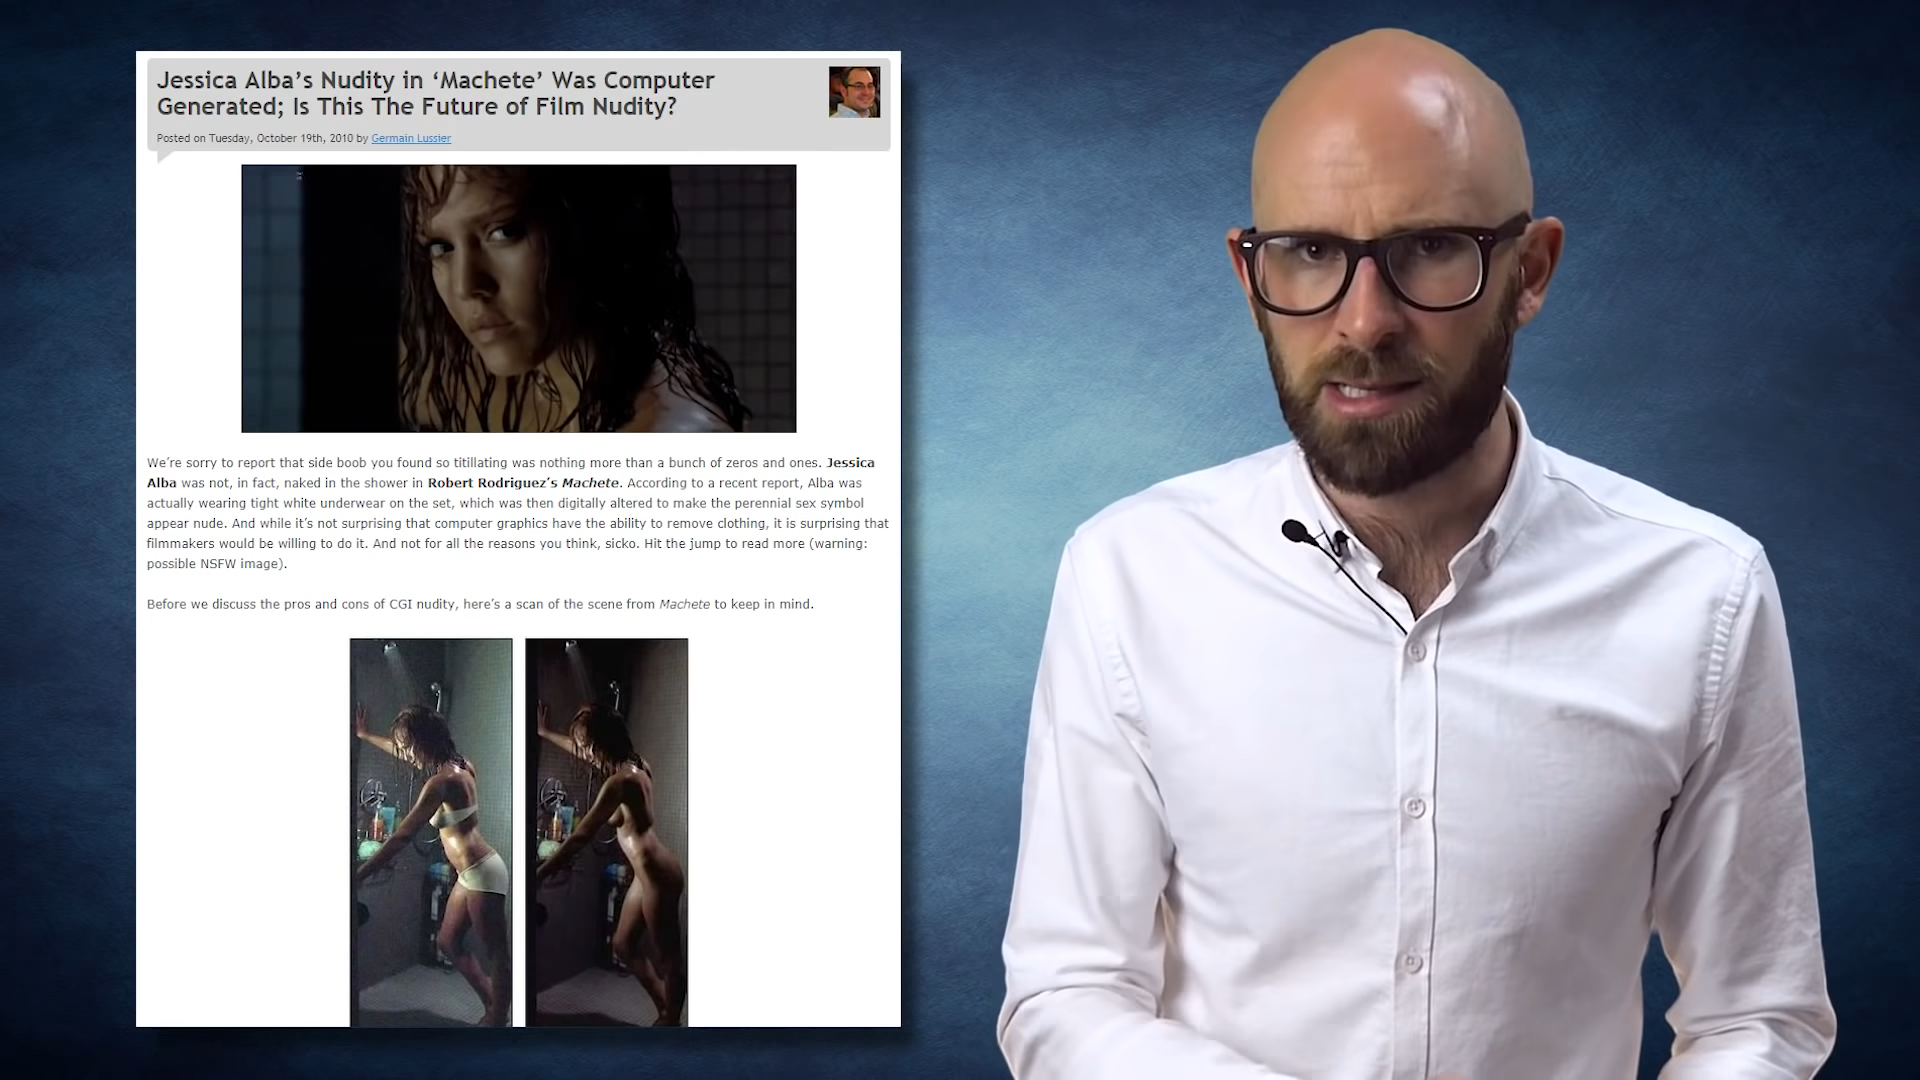 Jessica Alba’s Nudity in ‘Machete’ Was Computer
Generated; Is This The Future of Film Nudity?
Posted on Tuesday, October 19th, 2010 by Germain Lussier
We’re sorry to report that side boob you found so titillating was nothing more than a bunch of zeros and ones. Jessica
Alba was not, in fact, naked in the shower in Robert Rodriguez’s Machete. According to a recent report, Alba was
actually wearing tight white underwear on the set, which was then digitally altered to make the perennial sex symbol
appear nude. And while it’s not surprising that computer graphics have the ability to remove clothing, it is surprising that
filmmakers would be willing to do it. And not for all the reasons you think, sicko. Hit the jump to read more (warning:
possible NSFW image).
Before we discuss the pros and cons of CGI nudity, here’s a scan of the scene from Machete to keep in mind.